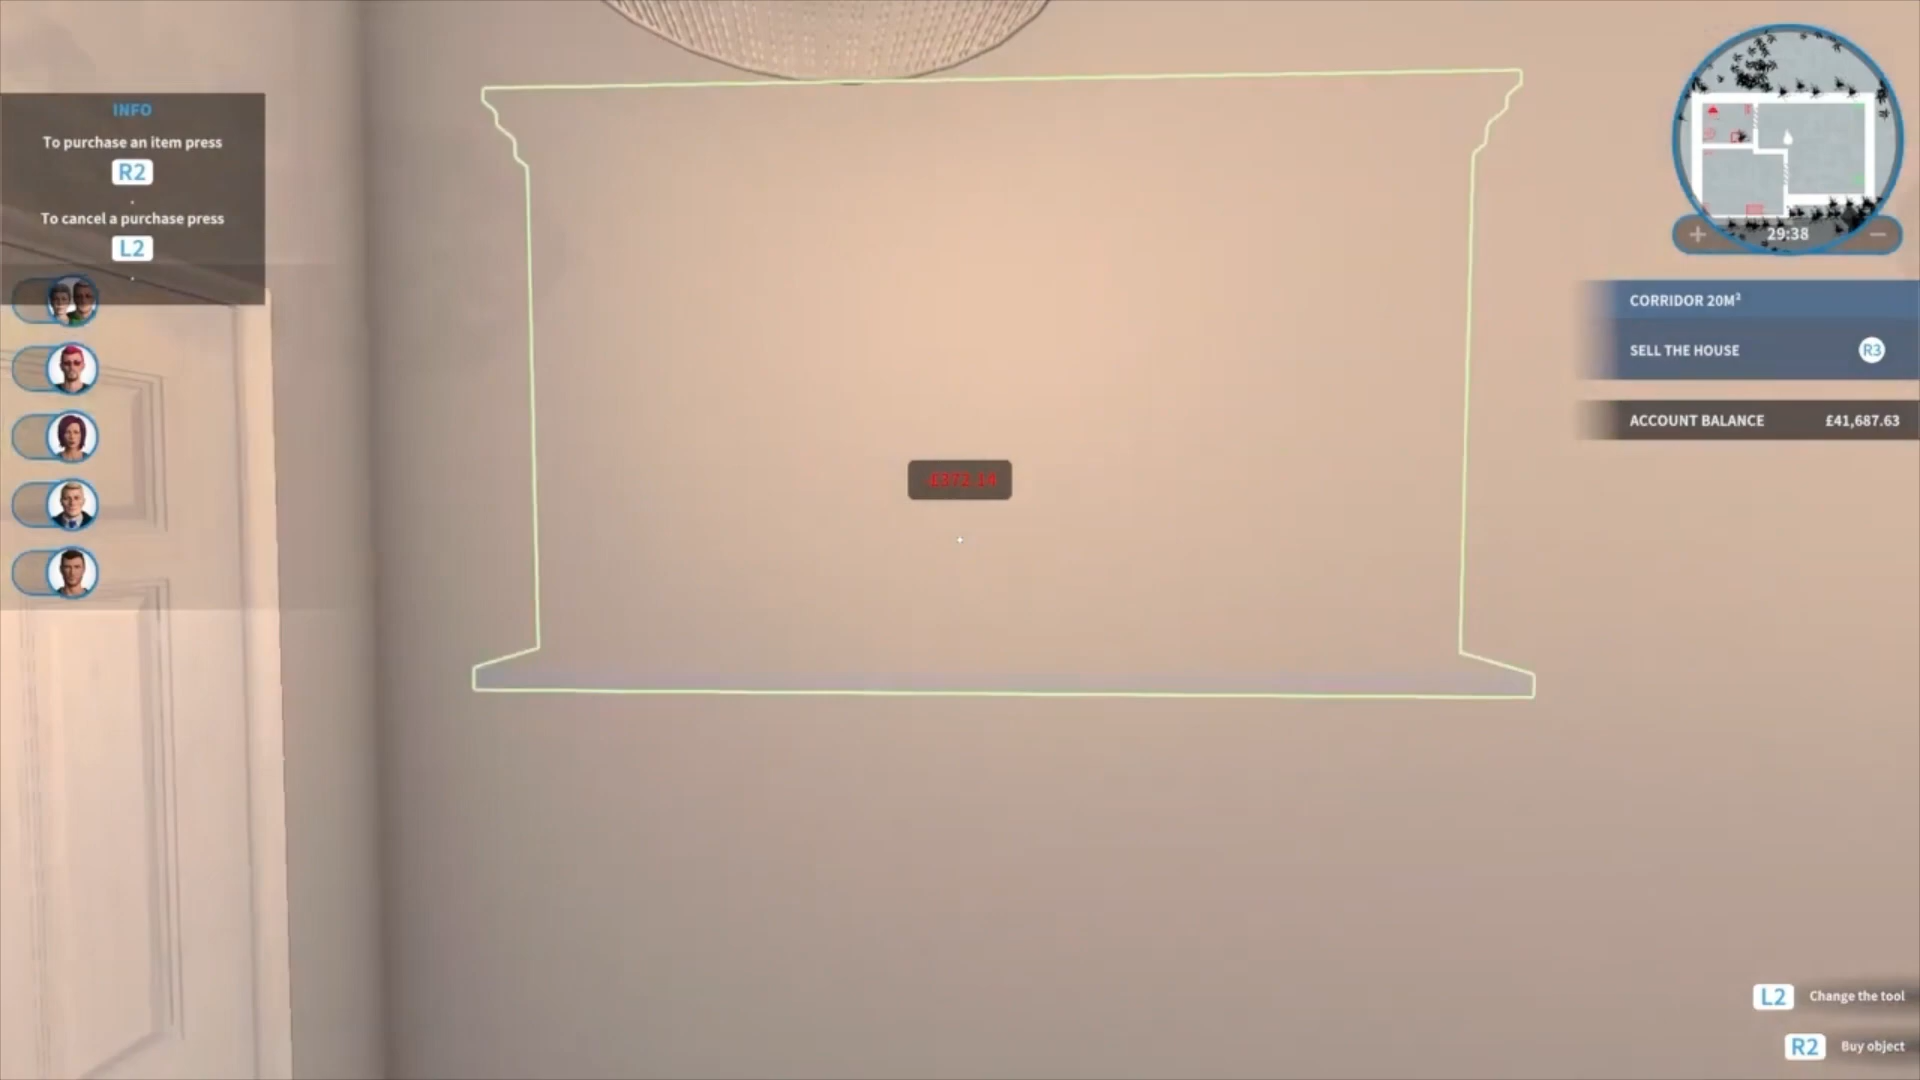 INFO
To purchase an item press
R2
.
To cancel a purchase press
L2
.
29:38
CORRIDOR 20M²
SELL THE HOUSE R3
ACCOUNT BALANCE £41,687.63
L2 Change the tool
R2 Buy object